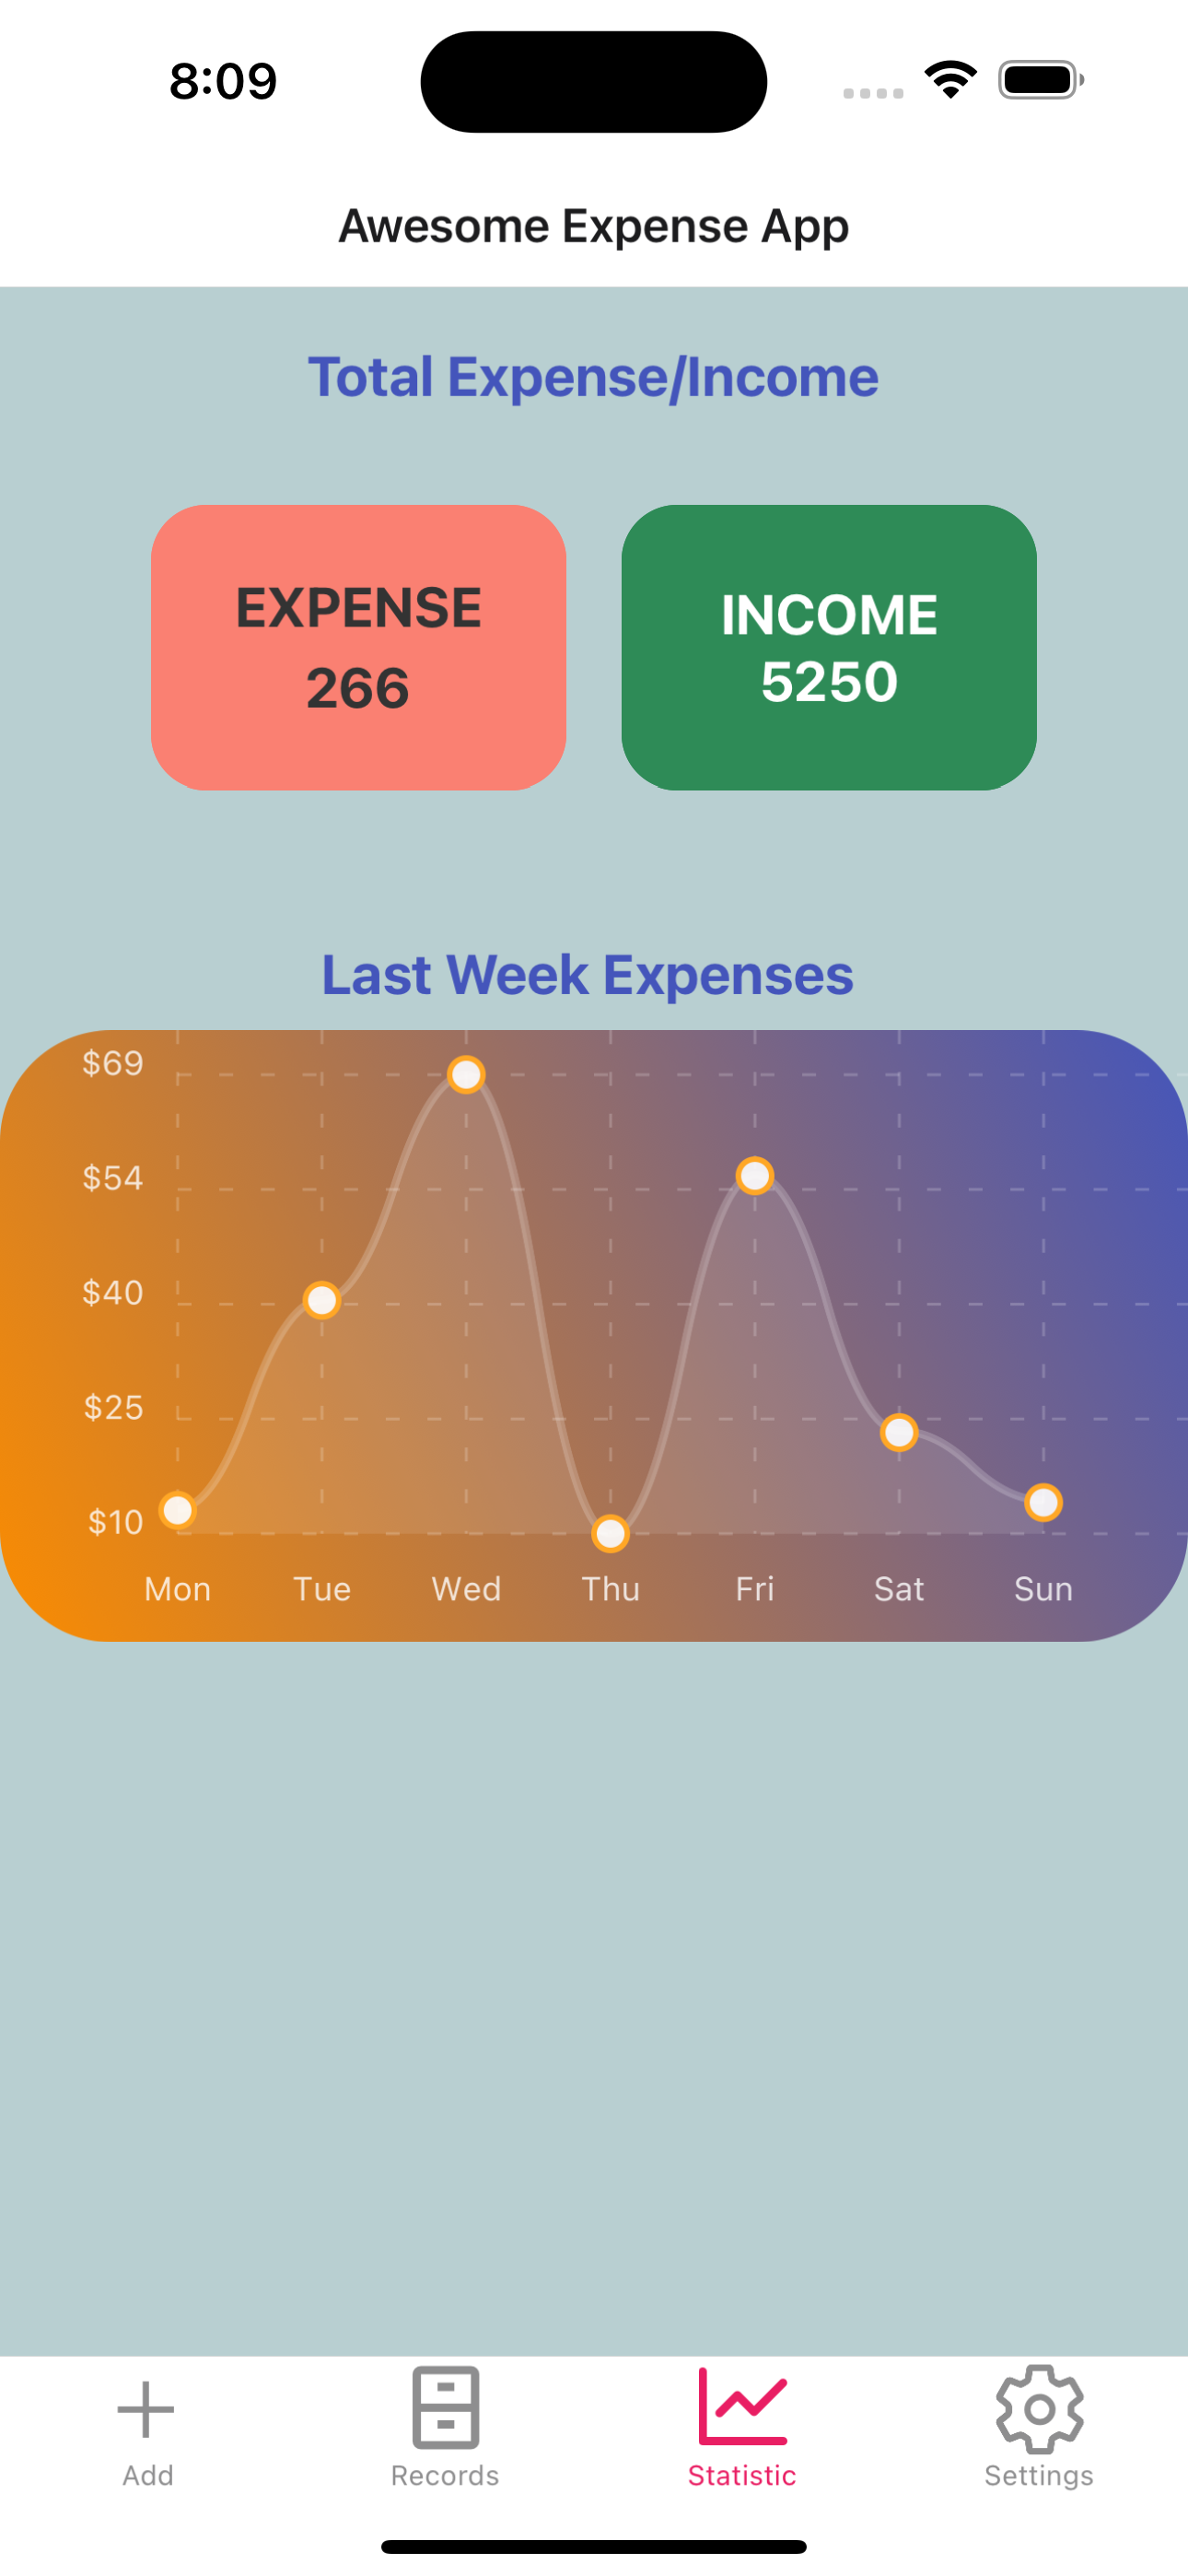 8:09
Awesome Expense App
Total Expense/Income
EXPENSE
266
INCOME
5250
Last Week Expenses
$69
$54
$40
$25
$10
Mon Tue Wed Thu Fri Sat Sun
Add Records Statistic Settings